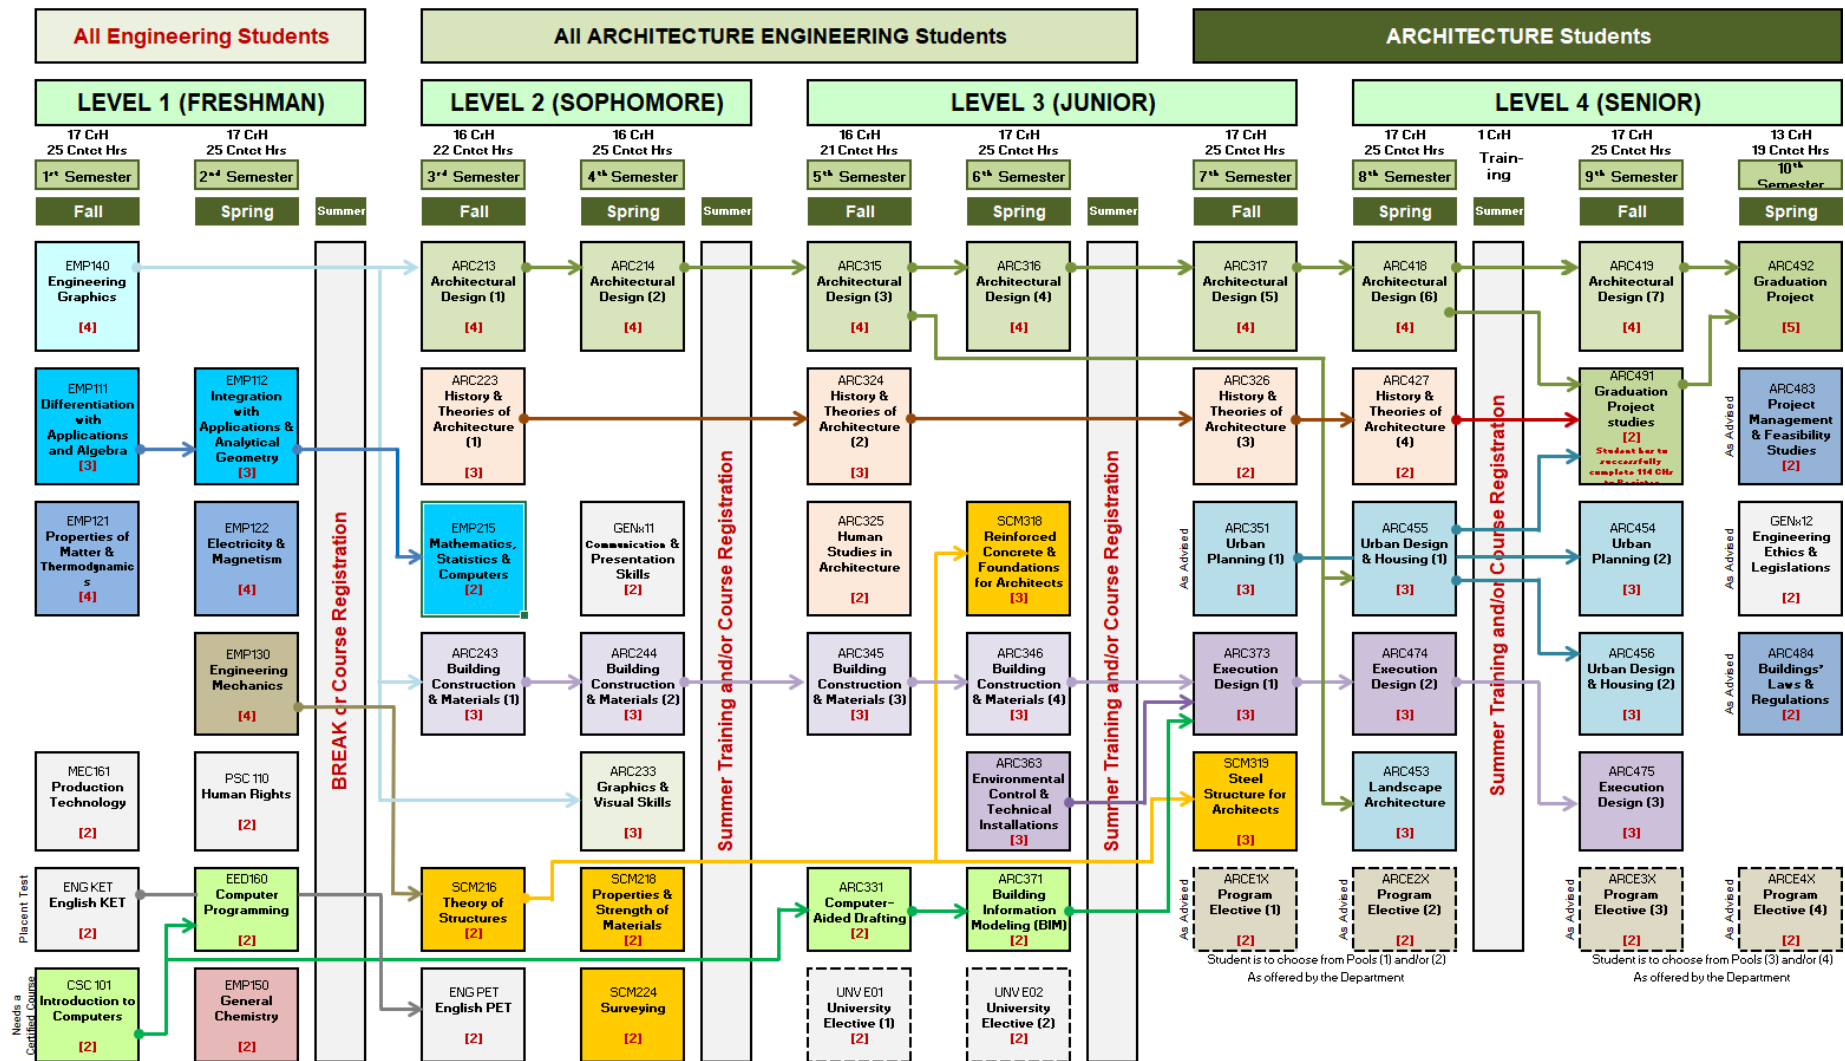 All Engineering Students
All ARCHITECTURE ENGINEERING Students
ARCHITECTURE Students
LEVEL 1 (FRESHMAN)
LEVEL 2 (SOPHOMORE)
LEVEL 3 (JUNIOR)
LEVEL 4 (SENIOR)
17 CrH
25 Cntct Hrs
1st Semester
Fall
17 CrH
25 Cntct Hrs
2nd Semester
Spring
Summer
16 CrH
22 Cntct Hrs
3rd Semester
Fall
16 CrH
25 Cntct Hrs
4th Semester
Spring
Summer
16 CrH
21 Cntct Hrs
5th Semester
Fall
17 CrH
25 Cntct Hrs
6th Semester
Spring
Summer
17 CrH
25 Cntct Hrs
7th Semester
Fall
17 CrH
25 Cntct Hrs
8th Semester
Spring
1 CrH
Train-
ing
Summer
17 CrH
25 Cntct Hrs
9th Semester
Fall
13 CrH
19 Cntct Hrs
10th
Semester
Spring
EMP140
Engineering
Graphics
[4]
ARC213
Architectural
Design (1)
[4]
ARC214
Architectural
Design (2)
[4]
ARC315
Architectural
Design (3)
[4]
ARC316
Architectural
Design (4)
[4]
ARC317
Architectural
Design (5)
[4]
ARC418
Architectural
Design (6)
[4]
ARC419
Architectural
Design (7)
[4]
ARC492
Graduation
Project
[5]
EMP111
Differentiation
with
Applications
and Algebra
[3]
EMP112
Integration
with
Applications &
Analytical
Geometry
[3]
ARC223
History &
Theories of
Architecture
(1)
[3]
ARC324
History &
Theories of
Architecture
(2)
[3]
ARC326
History &
Theories of
Architecture
(3)
[2]
ARC427
History &
Theories of
Architecture
(4)
[2]
ARC491
Graduation
Project
studies
[2]
Student has to
successfully
complete 114 CHs
to Register
As Advised
ARC483
Project
Management
& Feasibility
Studies
[2]
EMP121
Properties of
Matter &
Thermodynamic
s
[4]
EMP122
Electricity &
Magnetism
[4]
EMP215
Mathematics,
Statistics &
Computers
[2]
GENx11
Communication &
Presentation
Skills
[2]
ARC325
Human
Studies in
Architecture
[2]
SCM318
Reinforced
Concrete &
Foundations
for Architects
[3]
As Advised
ARC351
Urban
Planning (1)
[3]
ARC455
Urban Design
& Housing (1)
[3]
ARC454
Urban
Planning (2)
[3]
As Advised
GENx12
Engineering
Ethics &
Legislations
[2]
EMP130
Engineering
Mechanics
[4]
ARC243
Building
Construction
& Materials (1)
[3]
ARC244
Building
Construction
& Materials (2)
[3]
ARC345
Building
Construction
& Materials (3)
[3]
ARC346
Building
Construction
& Materials (4)
[3]
ARC373
Execution
Design (1)
[3]
ARC474
Execution
Design (2)
[3]
ARC456
Urban Design
& Housing (2)
[3]
As Advised
ARC484
Buildings'
Laws &
Regulations
[2]
MEC161
Production
Technology
[2]
PSC 110
Human Rights
[2]
ARC233
Graphics &
Visual Skills
[3]
ARC363
Environmental
Control &
Technical
Installations
[3]
SCM319
Steel
Structure for
Architects
[3]
ARC453
Landscape
Architecture
[3]
ARC475
Execution
Design (3)
[3]
Placent Test
ENG KET
English KET
[2]
EED160
Computer
Programming
[2]
SCM216
Theory of
Structures
[2]
SCM218
Properties &
Strength of
Materials
[2]
ARC331
Computer-
Aided Drafting
[2]
ARC371
Building
Information
Modeling (BIM)
[2]
As Advised
ARCE1X
Program
Elective (1)
[2]
As Advised
ARCE2X
Program
Elective (2)
[2]
As Advised
ARCE3X
Program
Elective (3)
[2]
As Advised
ARCE4X
Program
Elective (4)
[2]
Student is to choose from Pools (1) and/or (2)
As offered by the Department
Student is to choose from Pools (3) and/or (4)
As offered by the Department
Needs a
Certified Course
CSC 101
Introduction to
Computers
[2]
EMP150
General
Chemistry
[2]
ENG PET
English PET
[2]
SCM224
Surveying
[2]
UNV E01
University
Elective (1)
[2]
UNV E02
University
Elective (2)
[2]
BREAK or Course Registration
Summer Training and/or Course Registration
Summer Training and/or Course Registration
Summer Training and/or Course Registration